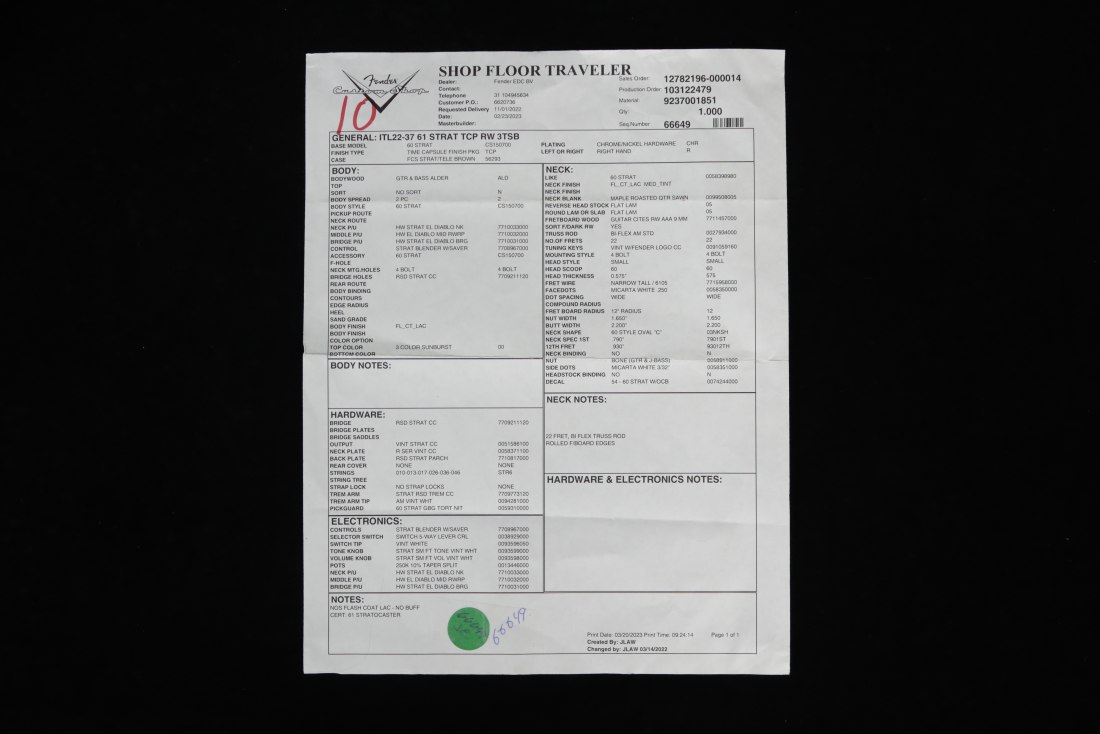 Fender
Custom Shop
10
SHOP FLOOR TRAVELER
Dealer: Fender EDC BV
Contact:
Telephone 31 104945634
Customer P.O.: 6620736
Requested Delivery 11/01/2022
Date: 02/23/2023
Masterbuilder:
Sales Order: 12782196-000014
Production Order: 103122479
Material: 9237001851
Qty: 1.000
Seq.Number 66649
GENERAL: ITL22-37 61 STRAT TCP RW 3TSB
BASE MODEL 60 STRAT CS150700 PLATING CHROME/NICKEL HARDWARE CHR
FINISH TYPE TIME CAPSULE FINISH PKG TCP LEFT OR RIGHT RIGHT HAND R
CASE FCS STRAT/TELE BROWN 56293
BODY:
BODYWOOD GTR & BASS ALDER ALD
TOP
SORT NO SORT N
BODY SPREAD 2 PC 2
BODY STYLE 60 STRAT CS150700
PICKUP ROUTE
NECK ROUTE
NECK P/U HW STRAT EL DIABLO NK 7710033000
MIDDLE P/U HW EL DIABLO MID RWRP 7710032000
BRIDGE P/U HW STRAT EL DIABLO BRG 7710031000
CONTROL STRAT BLENDER W/SAVER 7708967000
ACCESSORY 60 STRAT CS150700
F-HOLE
NECK MTG.HOLES 4 BOLT 4 BOLT
BRIDGE HOLES RSD STRAT CC 7709211120
REAR ROUTE
BODY BINDING
CONTOURS
EDGE RADIUS
HEEL
SAND GRADE
BODY FINISH FL_CT_LAC
BODY FINISH
COLOR OPTION
TOP COLOR 3 COLOR SUNBURST 00
BOTTOM COLOR
BODY NOTES:
HARDWARE:
BRIDGE RSD STRAT CC 7709211120
BRIDGE PLATES
BRIDGE SADDLES
OUTPUT VINT STRAT CC 0051586100
NECK PLATE R SER VINT CC 0058371100
BACK PLATE RSD STRAT PARCH 7710817000
REAR COVER NONE NONE
STRINGS 010-013-017-026-036-046 STR6
STRING TREE
STRAP LOCK NO STRAP LOCKS NONE
TREM ARM STRAT RSD TREM CC 7709773120
TREM ARM TIP AM VINT WHT 0094281000
PICKGUARD 60 STRAT GBG TORT NIT 0059310000
ELECTRONICS:
CONTROLS STRAT BLENDER W/SAVER 7708967000
SELECTOR SWITCH SWITCH 5-WAY LEVER CRL 0038929000
SWITCH TIP VINT WHITE 0093596050
TONE KNOB STRAT SM FT TONE VINT WHT 0093599000
VOLUME KNOB STRAT SM FT VOL VINT WHT 0093598000
POTS 250K 10% TAPER SPLIT 0013446000
NECK P/U HW STRAT EL DIABLO NK 7710033000
MIDDLE P/U HW EL DIABLO MID RWRP 7710032000
BRIDGE P/U HW STRAT EL DIABLO BRG 7710031000
NECK:
LIKE 60 STRAT 0058398980
NECK FINISH FL_CT_LAC MED_TINT
NECK FINISH
NECK BLANK MAPLE ROASTED QTR SAWN 0099508005
REVERSE HEAD STOCK FLAT LAM 05
ROUND LAM OR SLAB FLAT LAM 05
FRETBOARD WOOD GUITAR CITES RW AAA 9 MM 7711457000
SORT F/DARK RW YES
TRUSS ROD BI FLEX AM STD 0027934000
NO.OF FRETS 22 22
TUNING KEYS VINT W/FENDER LOGO CC 0091059160
MOUNTING STYLE 4 BOLT 4 BOLT
HEAD STYLE SMALL SMALL
HEAD SCOOP 60 60
HEAD THICKNESS 0.575" 575
FRET WIRE NARROW TALL / 6105 7715958000
FACEDOTS MICARTA WHITE .250 0058350000
DOT SPACING WIDE WIDE
COMPOUND RADIUS
FRET BOARD RADIUS 12" RADIUS 12
NUT WIDTH 1.650" 1.650
BUTT WIDTH 2.200" 2.200
NECK SHAPE 60 STYLE OVAL "C" 03NKSH
NECK SPEC 1ST .790" 7901ST
12TH FRET .930" 93012TH
NECK BINDING NO N
NUT BONE (GTR & J-BASS) 0058911000
SIDE DOTS MICARTA WHITE 3/32" 0058351000
HEADSTOCK BINDING NO N
DECAL 54 - 60 STRAT W/OCB 0074244000
NECK NOTES:
22 FRET, BI FLEX TRUSS ROD
ROLLED F/BOARD EDGES
HARDWARE & ELECTRONICS NOTES:
NOTES:
NOS FLASH COAT LAC - NO BUFF
CERT: 61 STRATOCASTER
66649
Print Date: 03/20/2023 Print Time: 09:24:14 Page 1 of 1
Created By: JLAW
Changed by: JLAW 03/14/2022